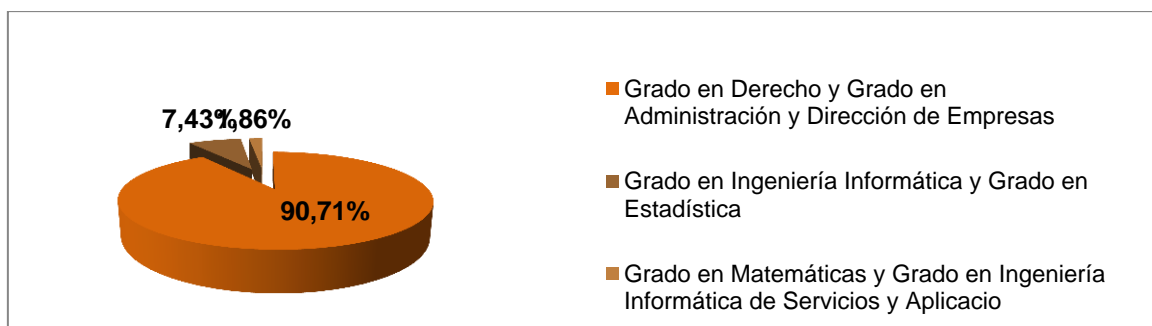 7,43% 1,86%
90,71%
Grado en Derecho y Grado en
Administración y Dirección de Empresas
Grado en Ingeniería Informática y Grado en
Estadística
Grado en Matemáticas y Grado en Ingeniería
Informática de Servicios y Aplicacio